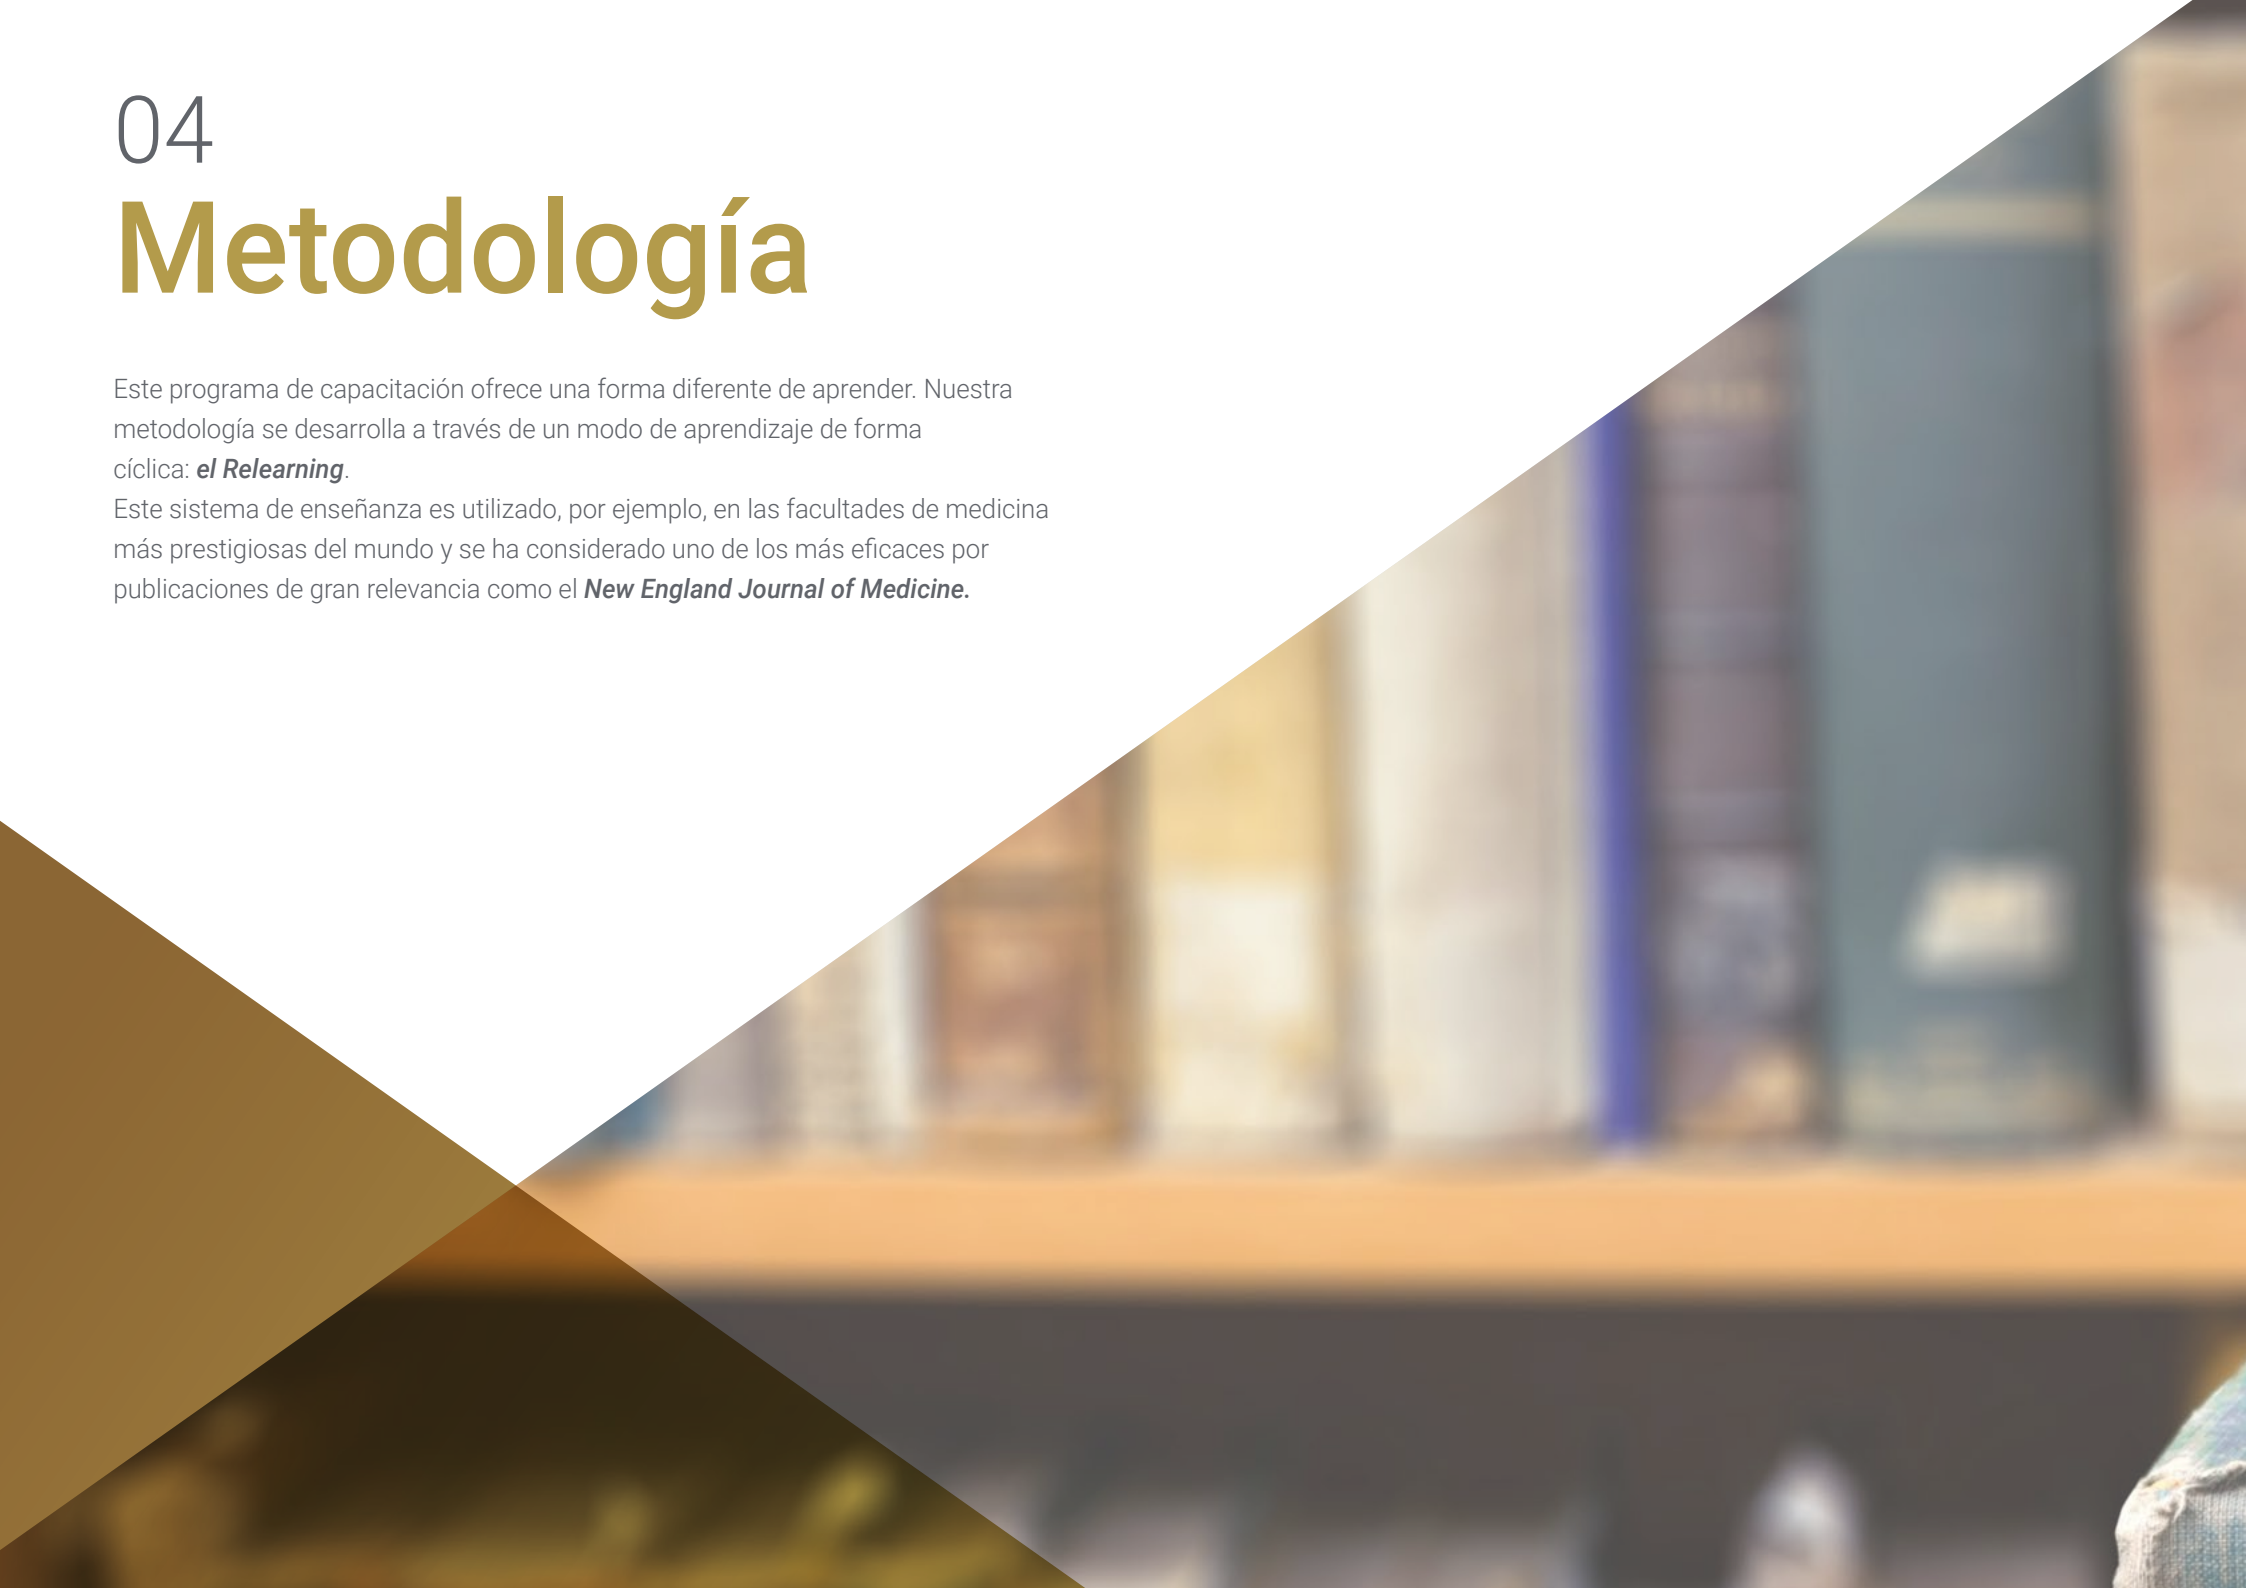 04
Metodología
Este programa de capacitación ofrece una forma diferente de aprender. Nuestra
metodología se desarrolla a través de un modo de aprendizaje de forma
cíclica: el Relearning.
Este sistema de enseñanza es utilizado, por ejemplo, en las facultades de medicina
más prestigiosas del mundo y se ha considerado uno de los más eficaces por
publicaciones de gran relevancia como el New England Journal of Medicine.